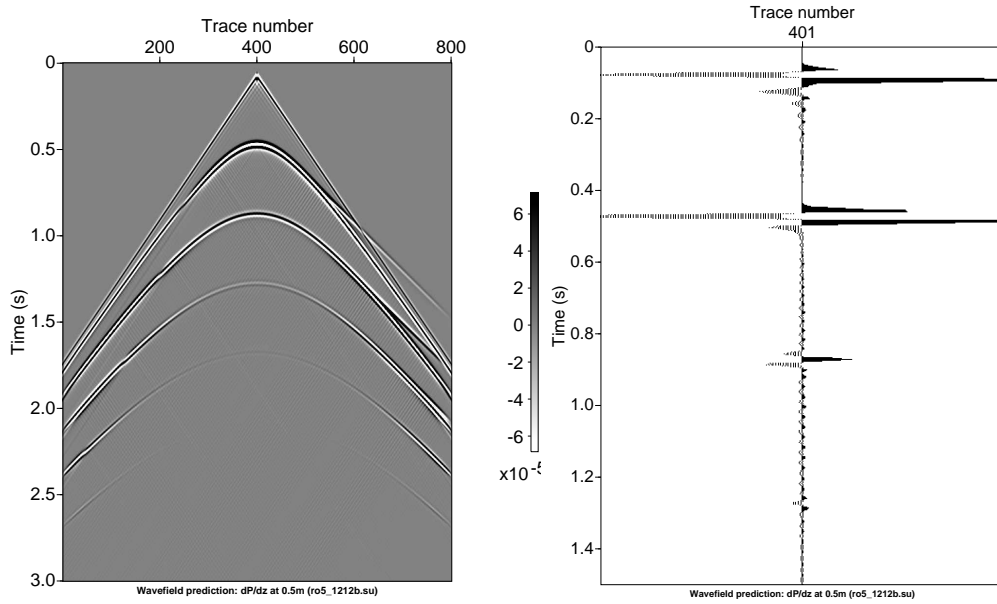 Trace number
200 400 600 800
0
0.5
1.0
1.5
2.0
2.5
3.0
Time (s)
Wavefield prediction: dP/dz at 0.5m (ro5_1212b.su)
6
4
2
0
-2
-4
-6
x10
Trace number
401
0
0.2
0.4
0.6
0.8
1.0
1.2
1.4
Time (s)
Wavefield prediction: dP/dz at 0.5m (ro5_1212b.su)